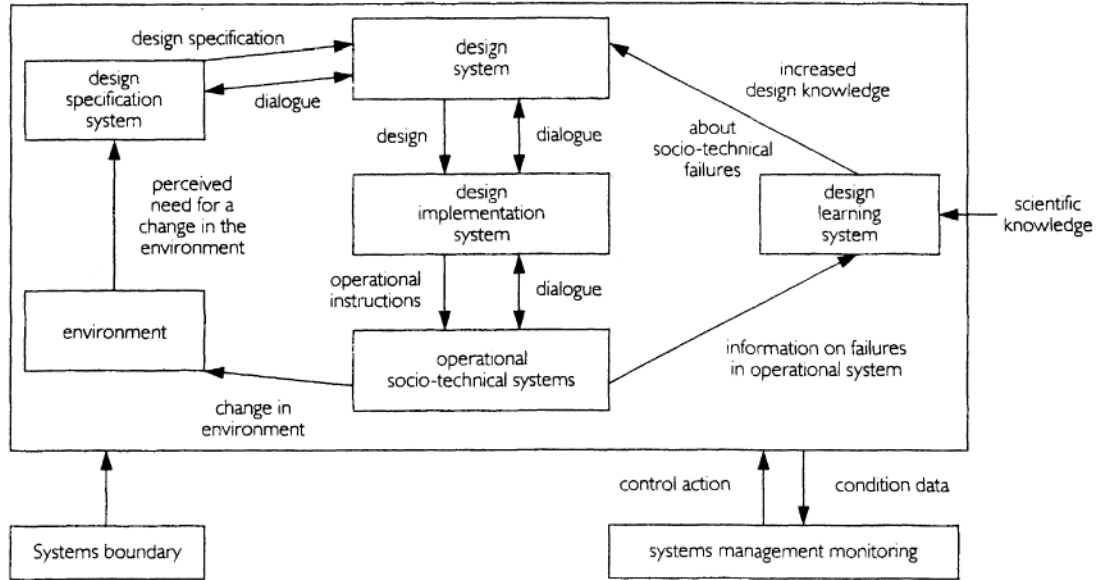 design specification
design
specification
system
dialogue
design
system
increased
design knowledge
about
socio-technical
failures
design
dialogue
perceived
need for a
change in the
environment
design
implementation
system
design
learning
system
scientific
knowledge
operational
instructions
dialogue
environment
operational
socio-technical systems
information on failures
in operational system
change in
environment
control action
condition data
Systems boundary
systems management monitoring